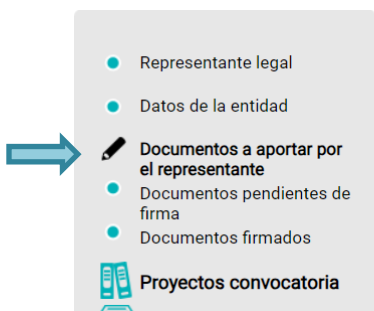 Representante legal
Datos de la entidad
Documentos a aportar por
el representante
Documentos pendientes de
firma
Documentos firmados
Proyectos convocatoria